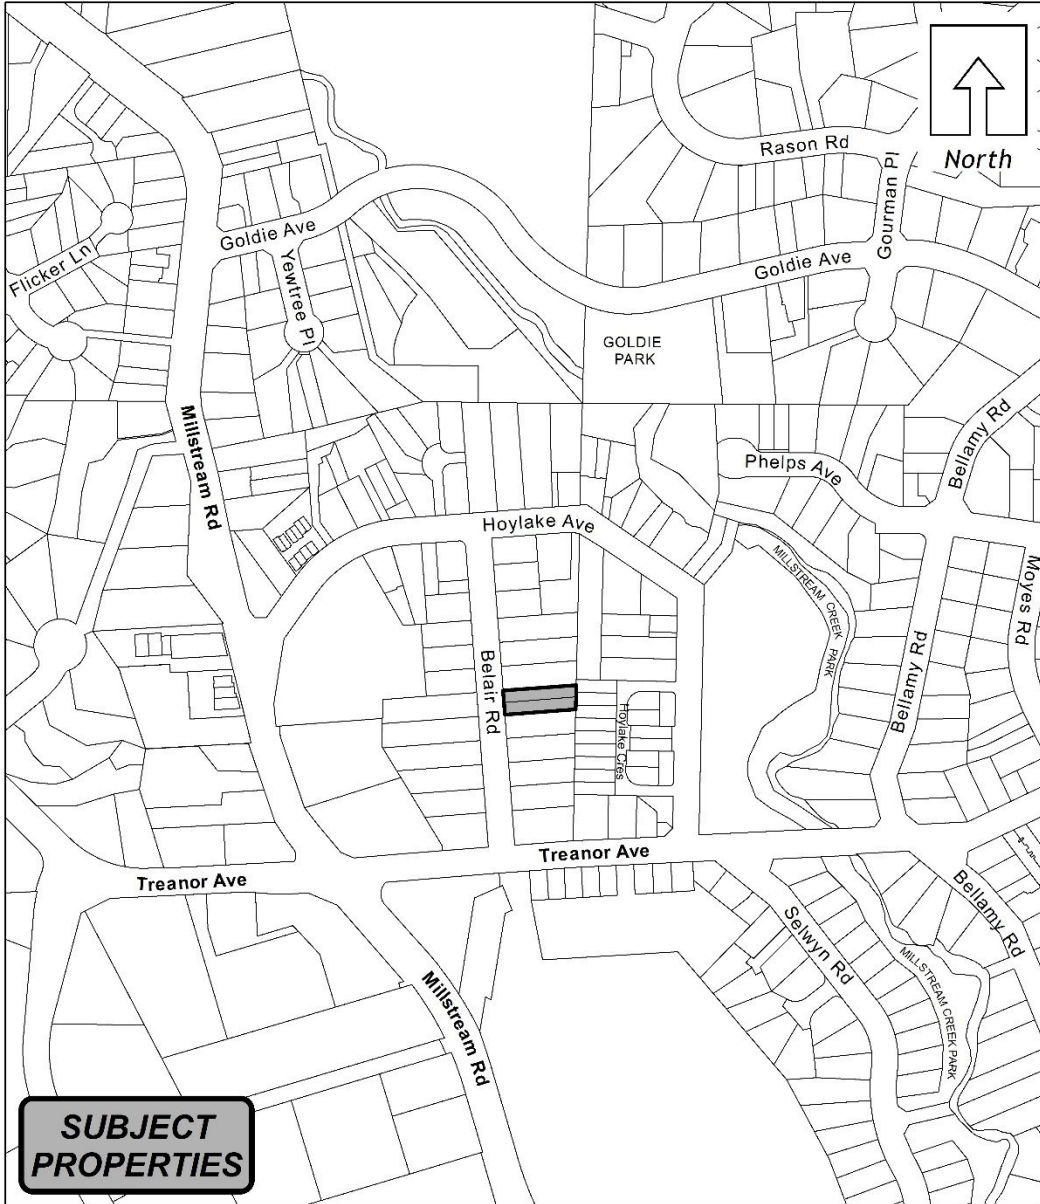 Rason Rd
North
Gourman Pl
Goldie Ave
Flicker Ln
Yewtree Pl
Goldie Ave
GOLDIE
PARK
Millstream Rd
Bellamy Rd
Phelps Ave
Hoylake Ave
MILLSTREAM CREEK PARK
Moyes Rd
Belair Rd
Bellamy Rd
Hoylake Cres
Treanor Ave
Treanor Ave
Bellamy Rd
Selwyn Rd
MILLSTREAM CREEK PARK
Millstream Rd
SUBJECT
PROPERTIES